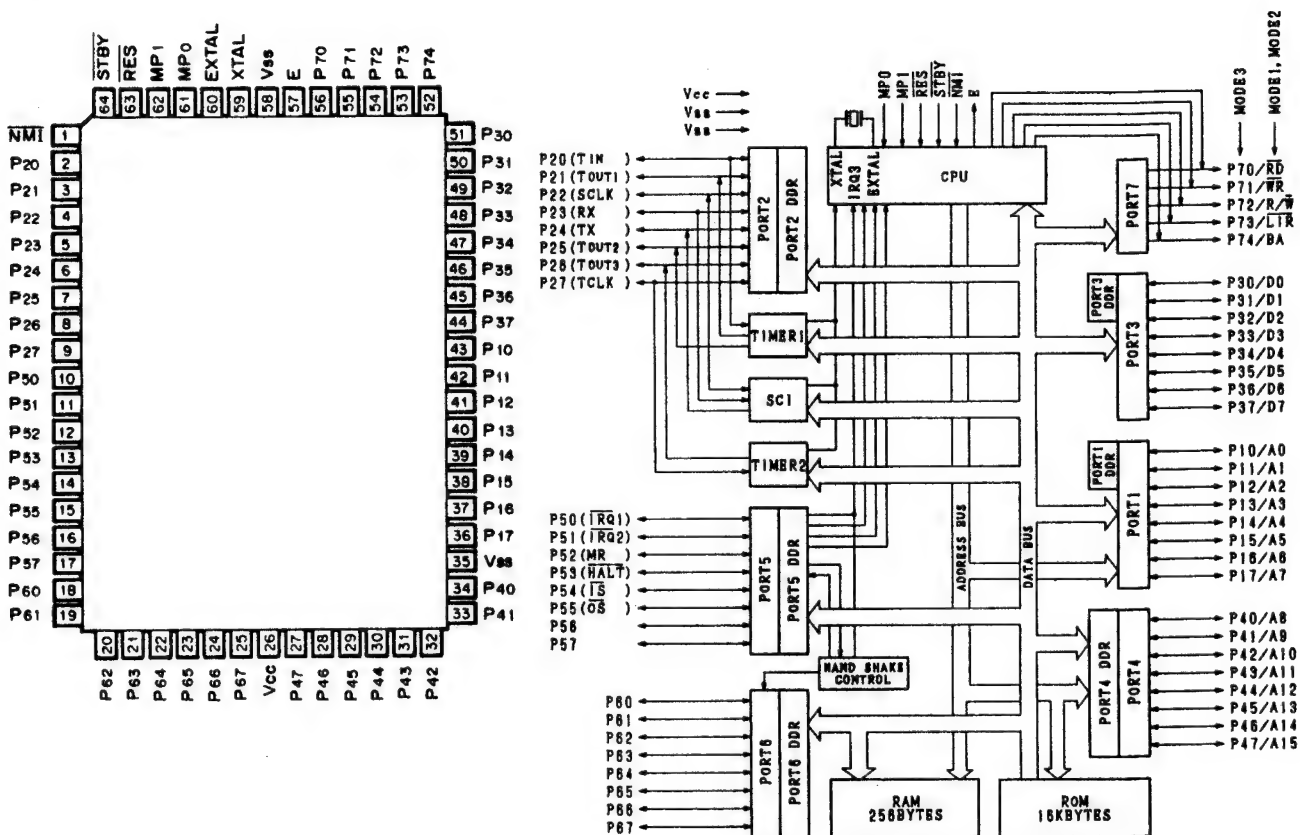 STBY RES MP1 MP0 EXTAL XTAL Vss E P70 P71 P72 P73 P74
64 63 62 61 60 59 58 57 56 55 54 53 52
NMI 1
P20 2
P21 3
P22 4
P23 5
P24 6
P25 7
P26 8
P27 9
P50 10
P51 11
P52 12
P53 13
P54 14
P55 15
P56 16
P57 17
P60 18
P61 19
51 P30
50 P31
49 P32
48 P33
47 P34
46 P35
45 P36
44 P37
43 P10
42 P11
41 P12
40 P13
39 P14
38 P15
37 P16
36 P17
35 Vss
34 P40
33 P41
20 21 22 23 24 25 26 27 28 29 30 31 32
P62 P63 P64 P65 P66 P67 Vcc P47 P46 P45 P44 P43 P42
Vcc
Vss
Vss
MP0 MP1 RES STBY NMI E
MODE3
MODE1, MODE2
XTAL IRQ3 EXTAL
CPU
P20(TIN )
P21(TOUT1)
P22(SCLK)
P23(RX )
P24(TX )
P25(TOUT2)
P26(TOUT3)
P27(TCLK)
PORT2
PORT2 DDR
TIMER1
SCI
TIMER2
P50(IRQ1)
P51(IRQ2)
P52(MR )
P53(HALT)
P54(IS )
P55(OS )
P56
P57
PORT5
PORT5 DDR
HAND SHAKE
CONTROL
P60
P61
P62
P63
P64
P65
P66
P67
PORT6
PORT6 DDR
ADDRESS BUS
DATA BUS
RAM
256BYTES
ROM
16KBYTES
PORT7
P70/RD
P71/WR
P72/R/W
P73/LIR
P74/BA
PORT3
DDR
PORT3
P30/D0
P31/D1
P32/D2
P33/D3
P34/D4
P35/D5
P36/D6
P37/D7
PORT1
DDR
PORT1
P10/A0
P11/A1
P12/A2
P13/A3
P14/A4
P15/A5
P16/A6
P17/A7
PORT4 DDR
PORT4
P40/A8
P41/A9
P42/A10
P43/A11
P44/A12
P45/A13
P46/A14
P47/A15